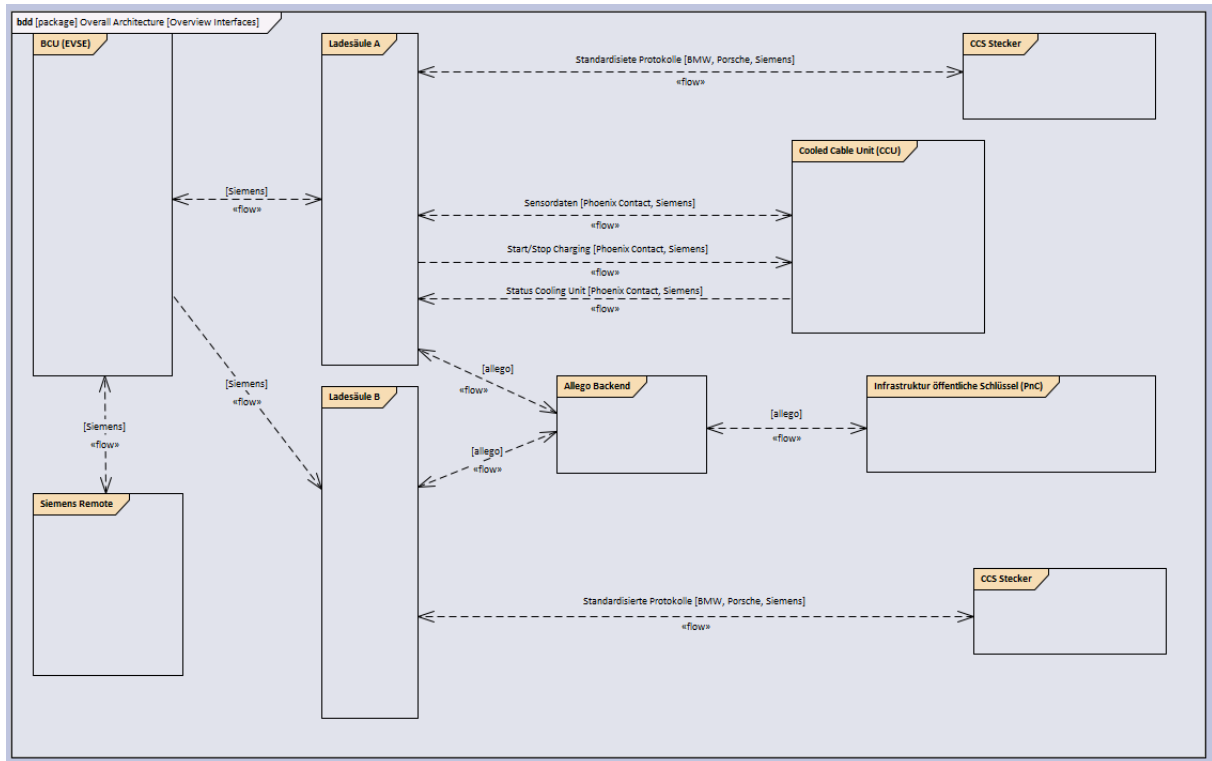 bdd [package] Overall Architecture [Overview Interfaces]
BCU (EVSE)
Ladesäule A
CCS Stecker
Standardisiete Protokolle [BMW, Porsche, Siemens]
«flow»
Cooled Cable Unit (CCU)
[Siemens]
«flow»
Sensordaten [Phoenix Contact, Siemens]
«flow»
Start/Stop Charging [Phoenix Contact, Siemens]
«flow»
Status Cooling Unit [Phoenix Contact, Siemens]
«flow»
[allego]
«flow»
[Siemens]
«flow»
Ladesäule B
Allego Backend
Infrastruktur öffentliche Schlüssel (PnC)
[allego]
«flow»
[Siemens]
«flow»
[allego]
«flow»
Siemens Remote
CCS Stecker
Standardisierte Protokolle [BMW, Porsche, Siemens]
«flow»